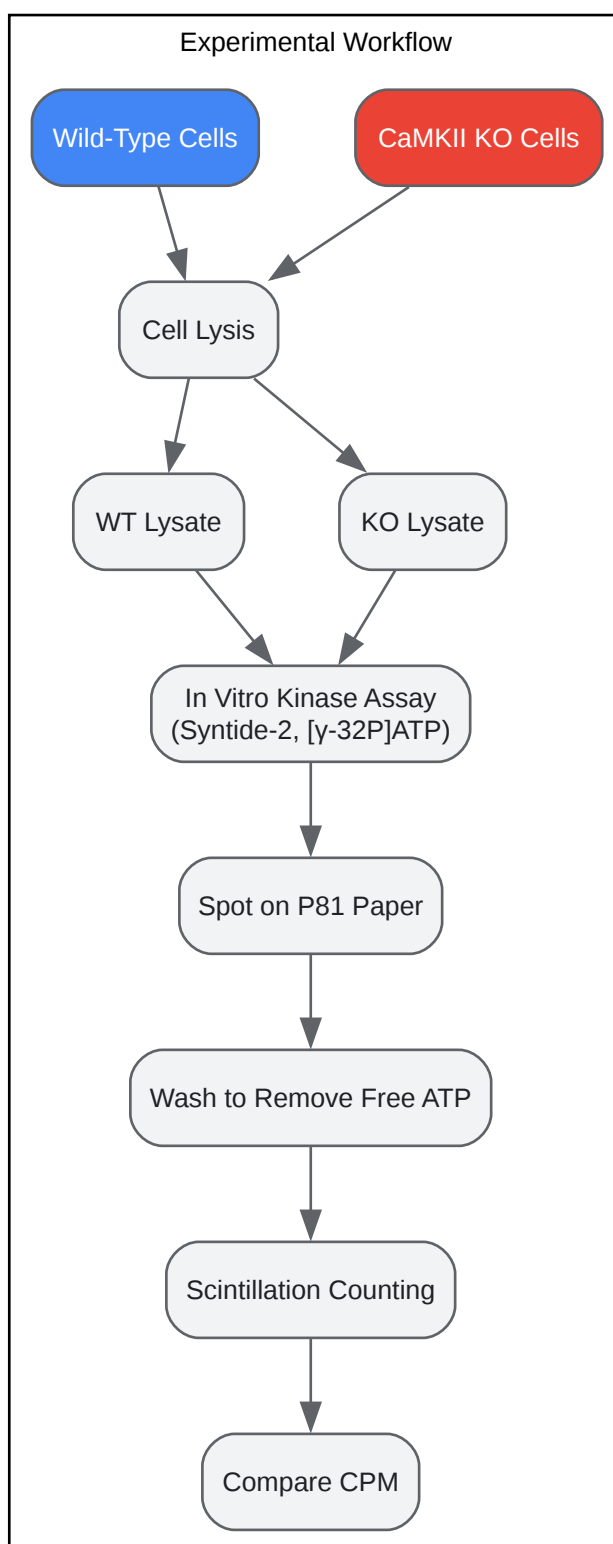 Experimental Workflow
Wild-Type Cells
CaMKII KO Cells
Cell Lysis
WT Lysate
KO Lysate
In Vitro Kinase Assay
(Syntide-2, [γ-32P]ATP)
Spot on P81 Paper
Wash to Remove Free ATP
Scintillation Counting
Compare CPM